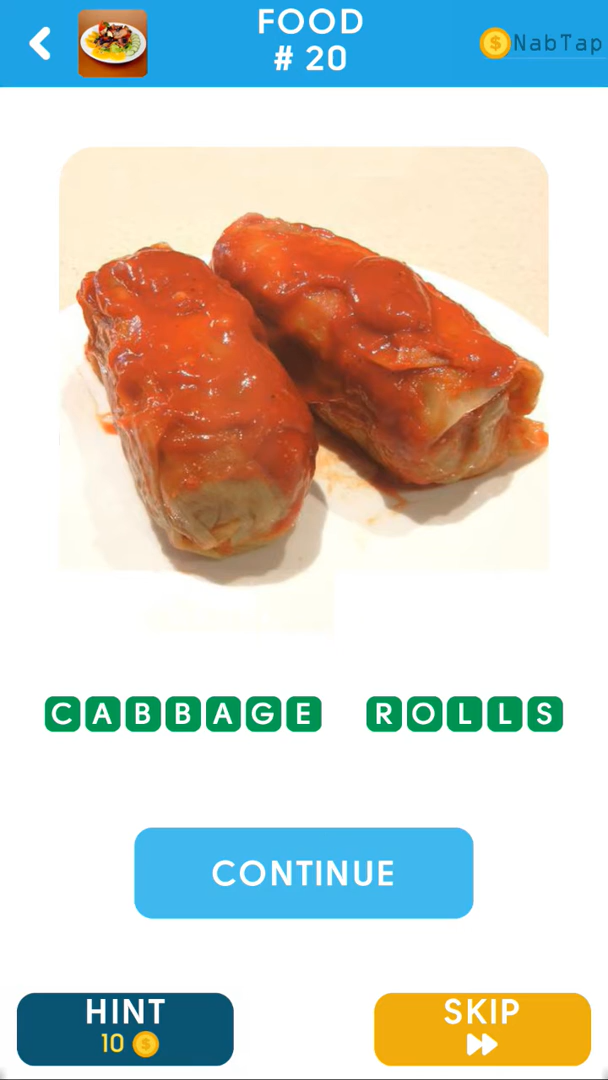 FOOD
# 20
NabTap
CABBAGE ROLLS
CONTINUE
HINT
10
SKIP